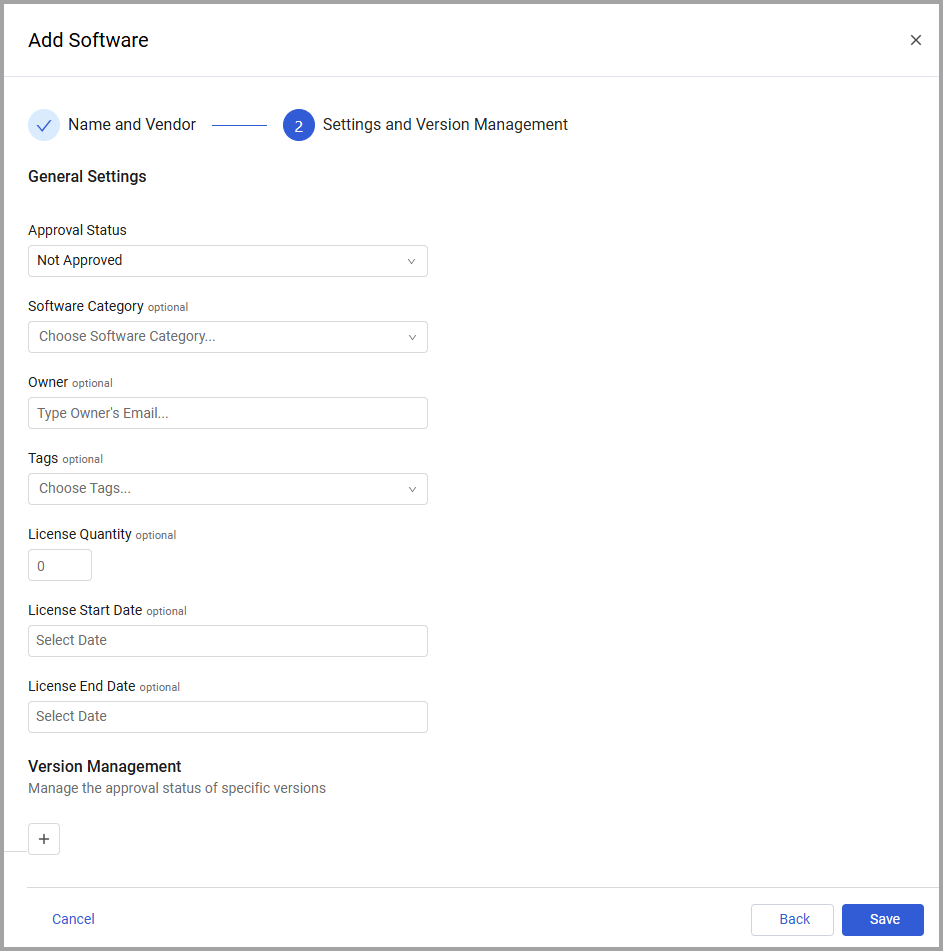 Add Software
Name and Vendor
2 Settings and Version Management
General Settings
Approval Status
Not Approved
Software Category optional
Choose Software Category...
Owner optional
Type Owner's Email...
Tags optional
Choose Tags...
License Quantity optional
0
License Start Date optional
Select Date
License End Date optional
Select Date
Version Management
Manage the approval status of specific versions
+
Cancel
Back
Save